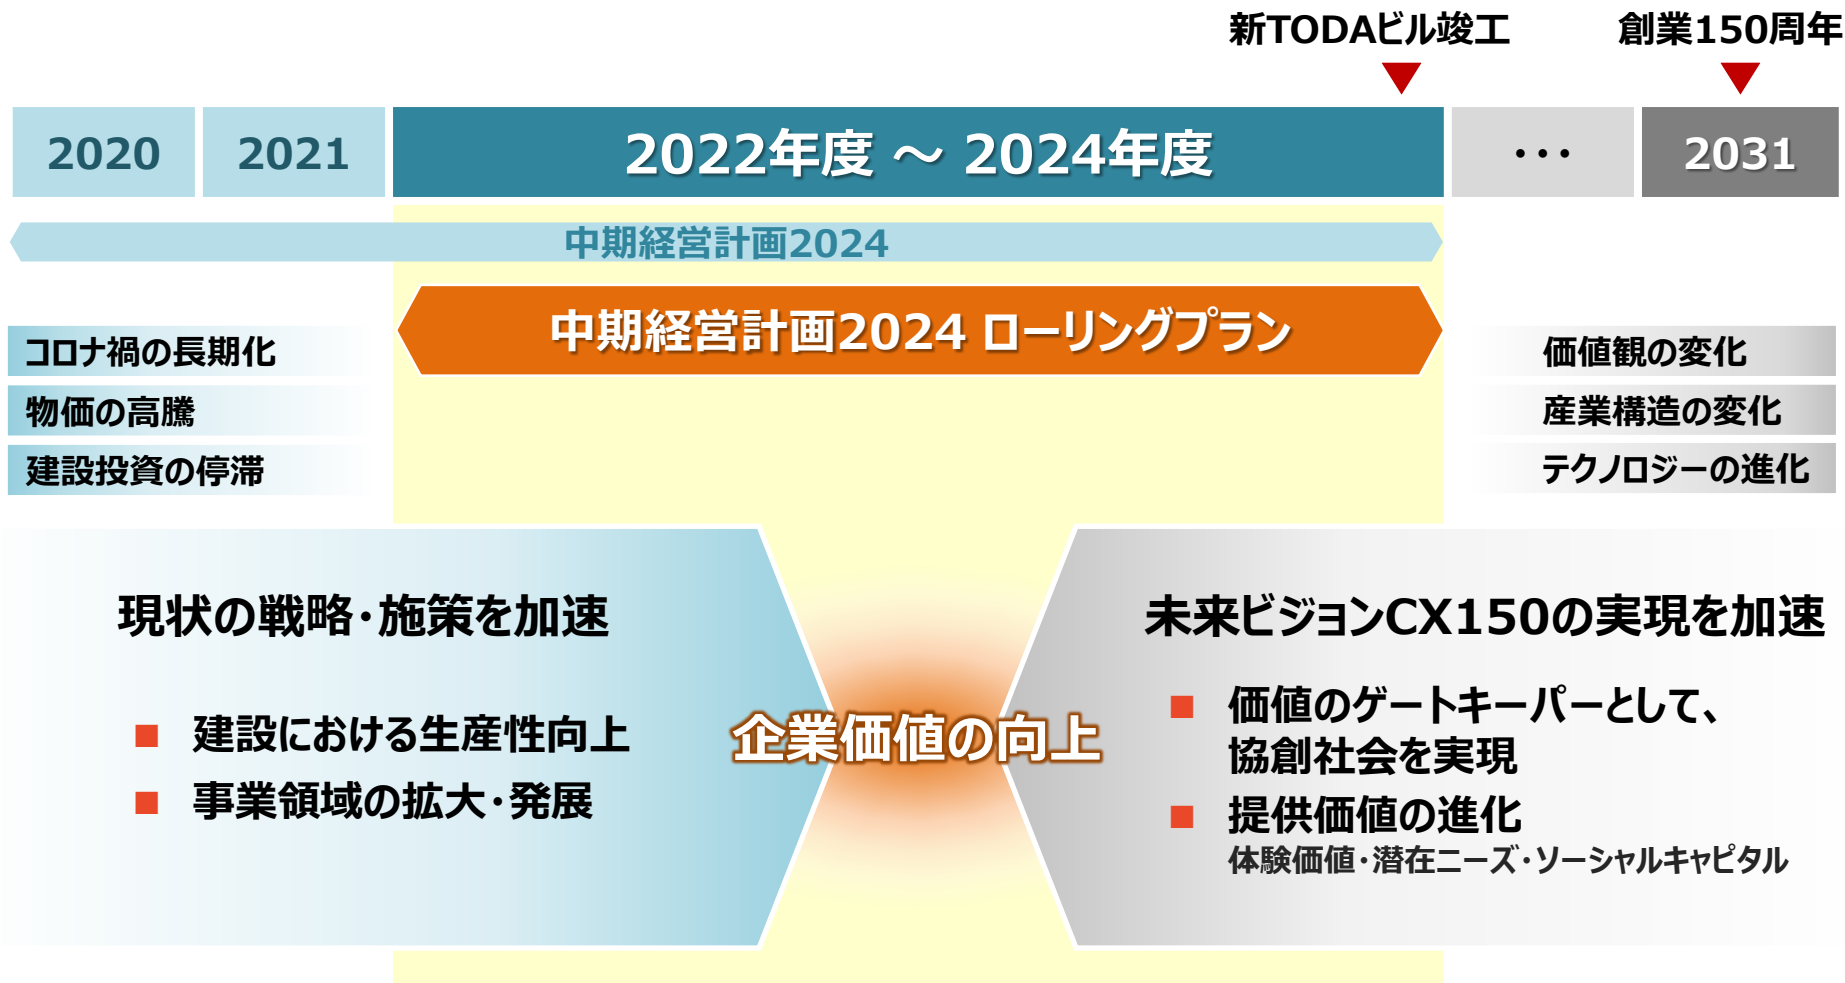 新TODAビル竣工
創業150周年
2020
2021
2022年度 ～ 2024年度
･･･
2031
中期経営計画2024
中期経営計画2024 ローリングプラン
コロナ禍の長期化
物価の高騰
建設投資の停滞
価値観の変化
産業構造の変化
テクノロジーの進化
現状の戦略･施策を加速
■ 建設における生産性向上
■ 事業領域の拡大･発展
企業価値の向上
未来ビジョンCX150の実現を加速
■ 価値のゲートキーパーとして、
協創社会を実現
■ 提供価値の進化
体験価値･潜在ニーズ･ソーシャルキャピタル